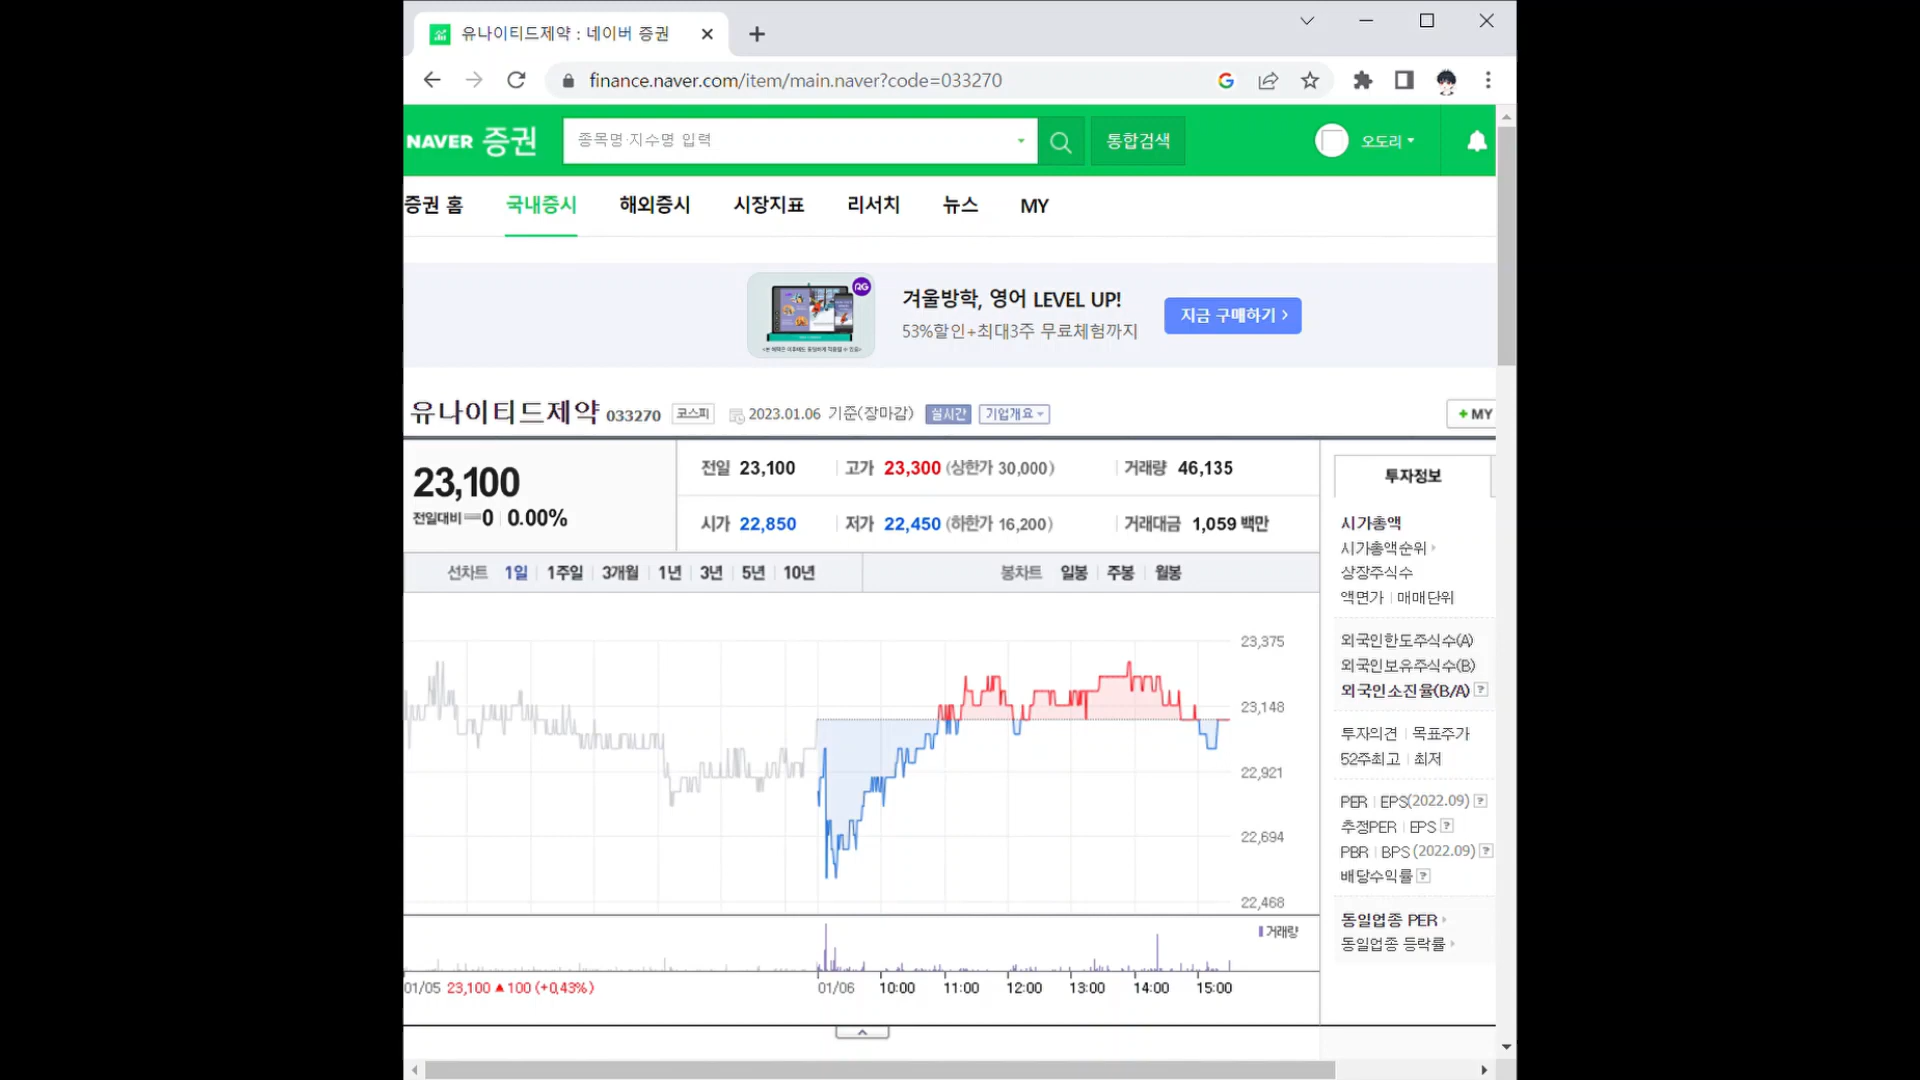 유나이티드제약 : 네이버 증권
finance.naver.com/item/main.naver?code=033270
NAVER 증권
종목명·지수명 입력
통합검색
오도리
증권 홈 국내증시 해외증시 시장지표 리서치 뉴스 MY
겨울방학, 영어 LEVEL UP!
53%할인+최대3주 무료체험까지
지금 구매하기 >
유나이티드제약 033270 코스피 2023.01.06 기준(장마감) 실시간 기업개요
+ MY
23,100
전일대비 0 0.00%
전일 23,100 고가 23,300 (상한가 30,000) 거래량 46,135
시가 22,850 저가 22,450 (하한가 16,200) 거래대금 1,059 백만
선차트 1일 1주일 3개월 1년 3년 5년 10년 봉차트 일봉 주봉 월봉
23,375
23,148
22,921
22,694
22,468
거래량
01/05 23,100 ▲100 (+0.43%)
01/06 10:00 11:00 12:00 13:00 14:00 15:00
투자정보
시가총액
시가총액순위
상장주식수
액면가 | 매매단위
외국인한도주식수(A)
외국인보유주식수(B)
외국인소진율(B/A) ?
투자의견 | 목표주가
52주최고 | 최저
PER | EPS(2022.09) ?
추정PER | EPS ?
PBR | BPS (2022.09) ?
배당수익률 ?
동일업종 PER
동일업종 등락률